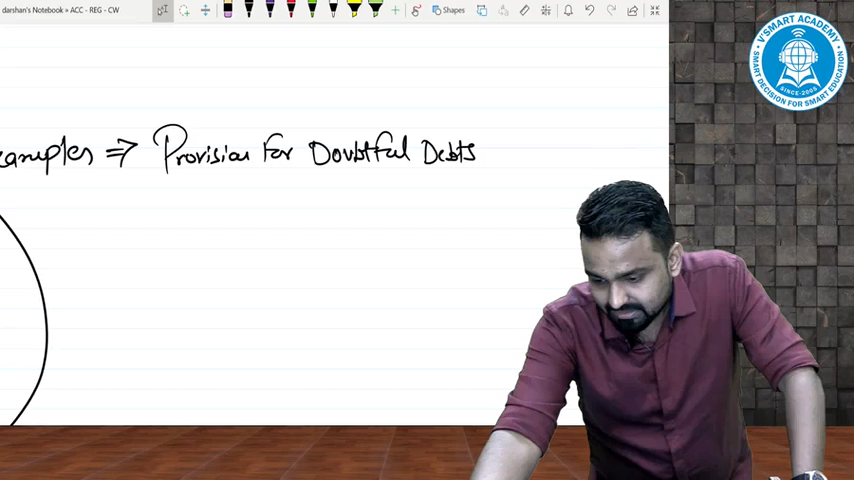 darshan's Notebook » ACC - REG - CW
Shapes
V'SMART ACADEMY
SMART DECISION FOR SMART EDUCATION
SINCE-2005
xamples ⇒ Provision For Doubtful Debts